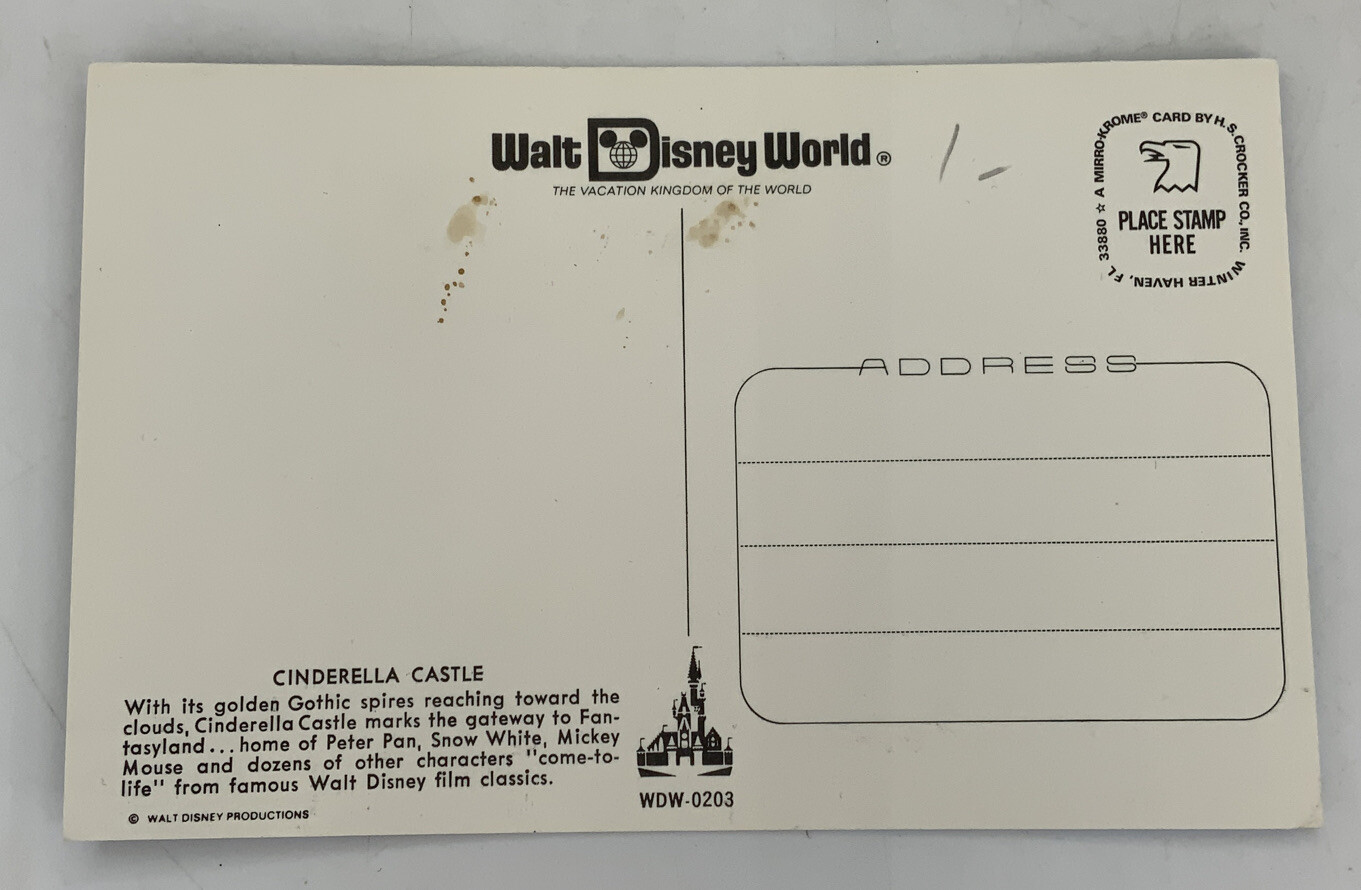 Walt Disney World ®
THE VACATION KINGDOM OF THE WORLD
1 -
☆ A MIRRO-KROME® CARD BY H. S. CROCKER CO., INC. WINTER HAVEN, FL 33880
PLACE STAMP
HERE
ADDRESS
CINDERELLA CASTLE
With its golden Gothic spires reaching toward the
clouds, Cinderella Castle marks the gateway to Fan-
tasyland... home of Peter Pan, Snow White, Mickey
Mouse and dozens of other characters "come-to-
life" from famous Walt Disney film classics.
© WALT DISNEY PRODUCTIONS
WDW-0203